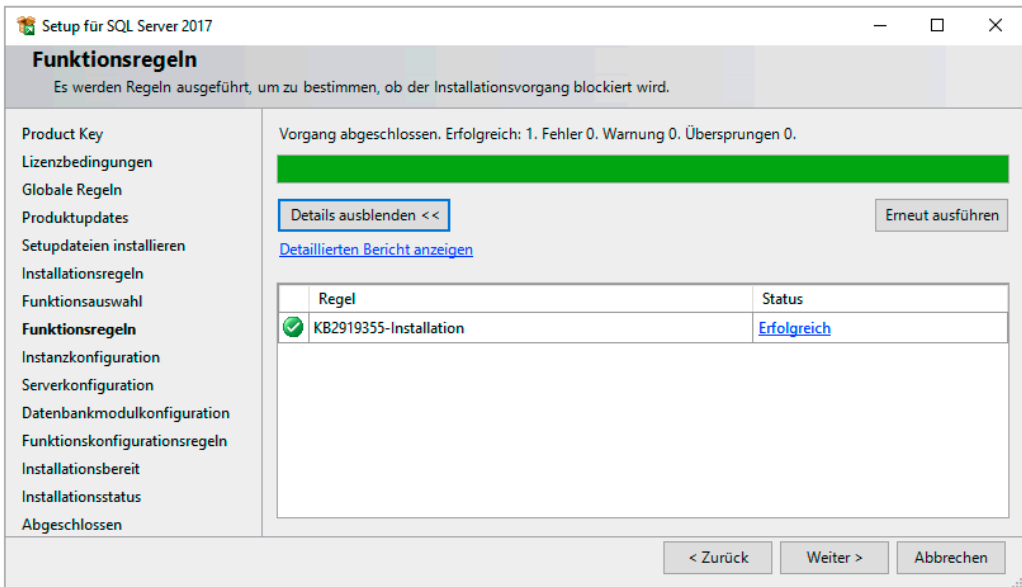 Setup für SQL Server 2017
Funktionsregeln
Es werden Regeln ausgeführt, um zu bestimmen, ob der Installationsvorgang blockiert wird.
Product Key
Lizenzbedingungen
Globale Regeln
Produktupdates
Setupdateien installieren
Installationsregeln
Funktionsauswahl
Funktionsregeln
Instanzkonfiguration
Serverkonfiguration
Datenbankmodulkonfiguration
Funktionskonfigurationsregeln
Installationsbereit
Installationsstatus
Abgeschlossen
Vorgang abgeschlossen. Erfolgreich: 1. Fehler 0. Warnung 0. Übersprungen 0.
Details ausblenden <<
Erneut ausführen
Detaillierten Bericht anzeigen
Regel Status
KB2919355-Installation Erfolgreich
< Zurück Weiter > Abbrechen